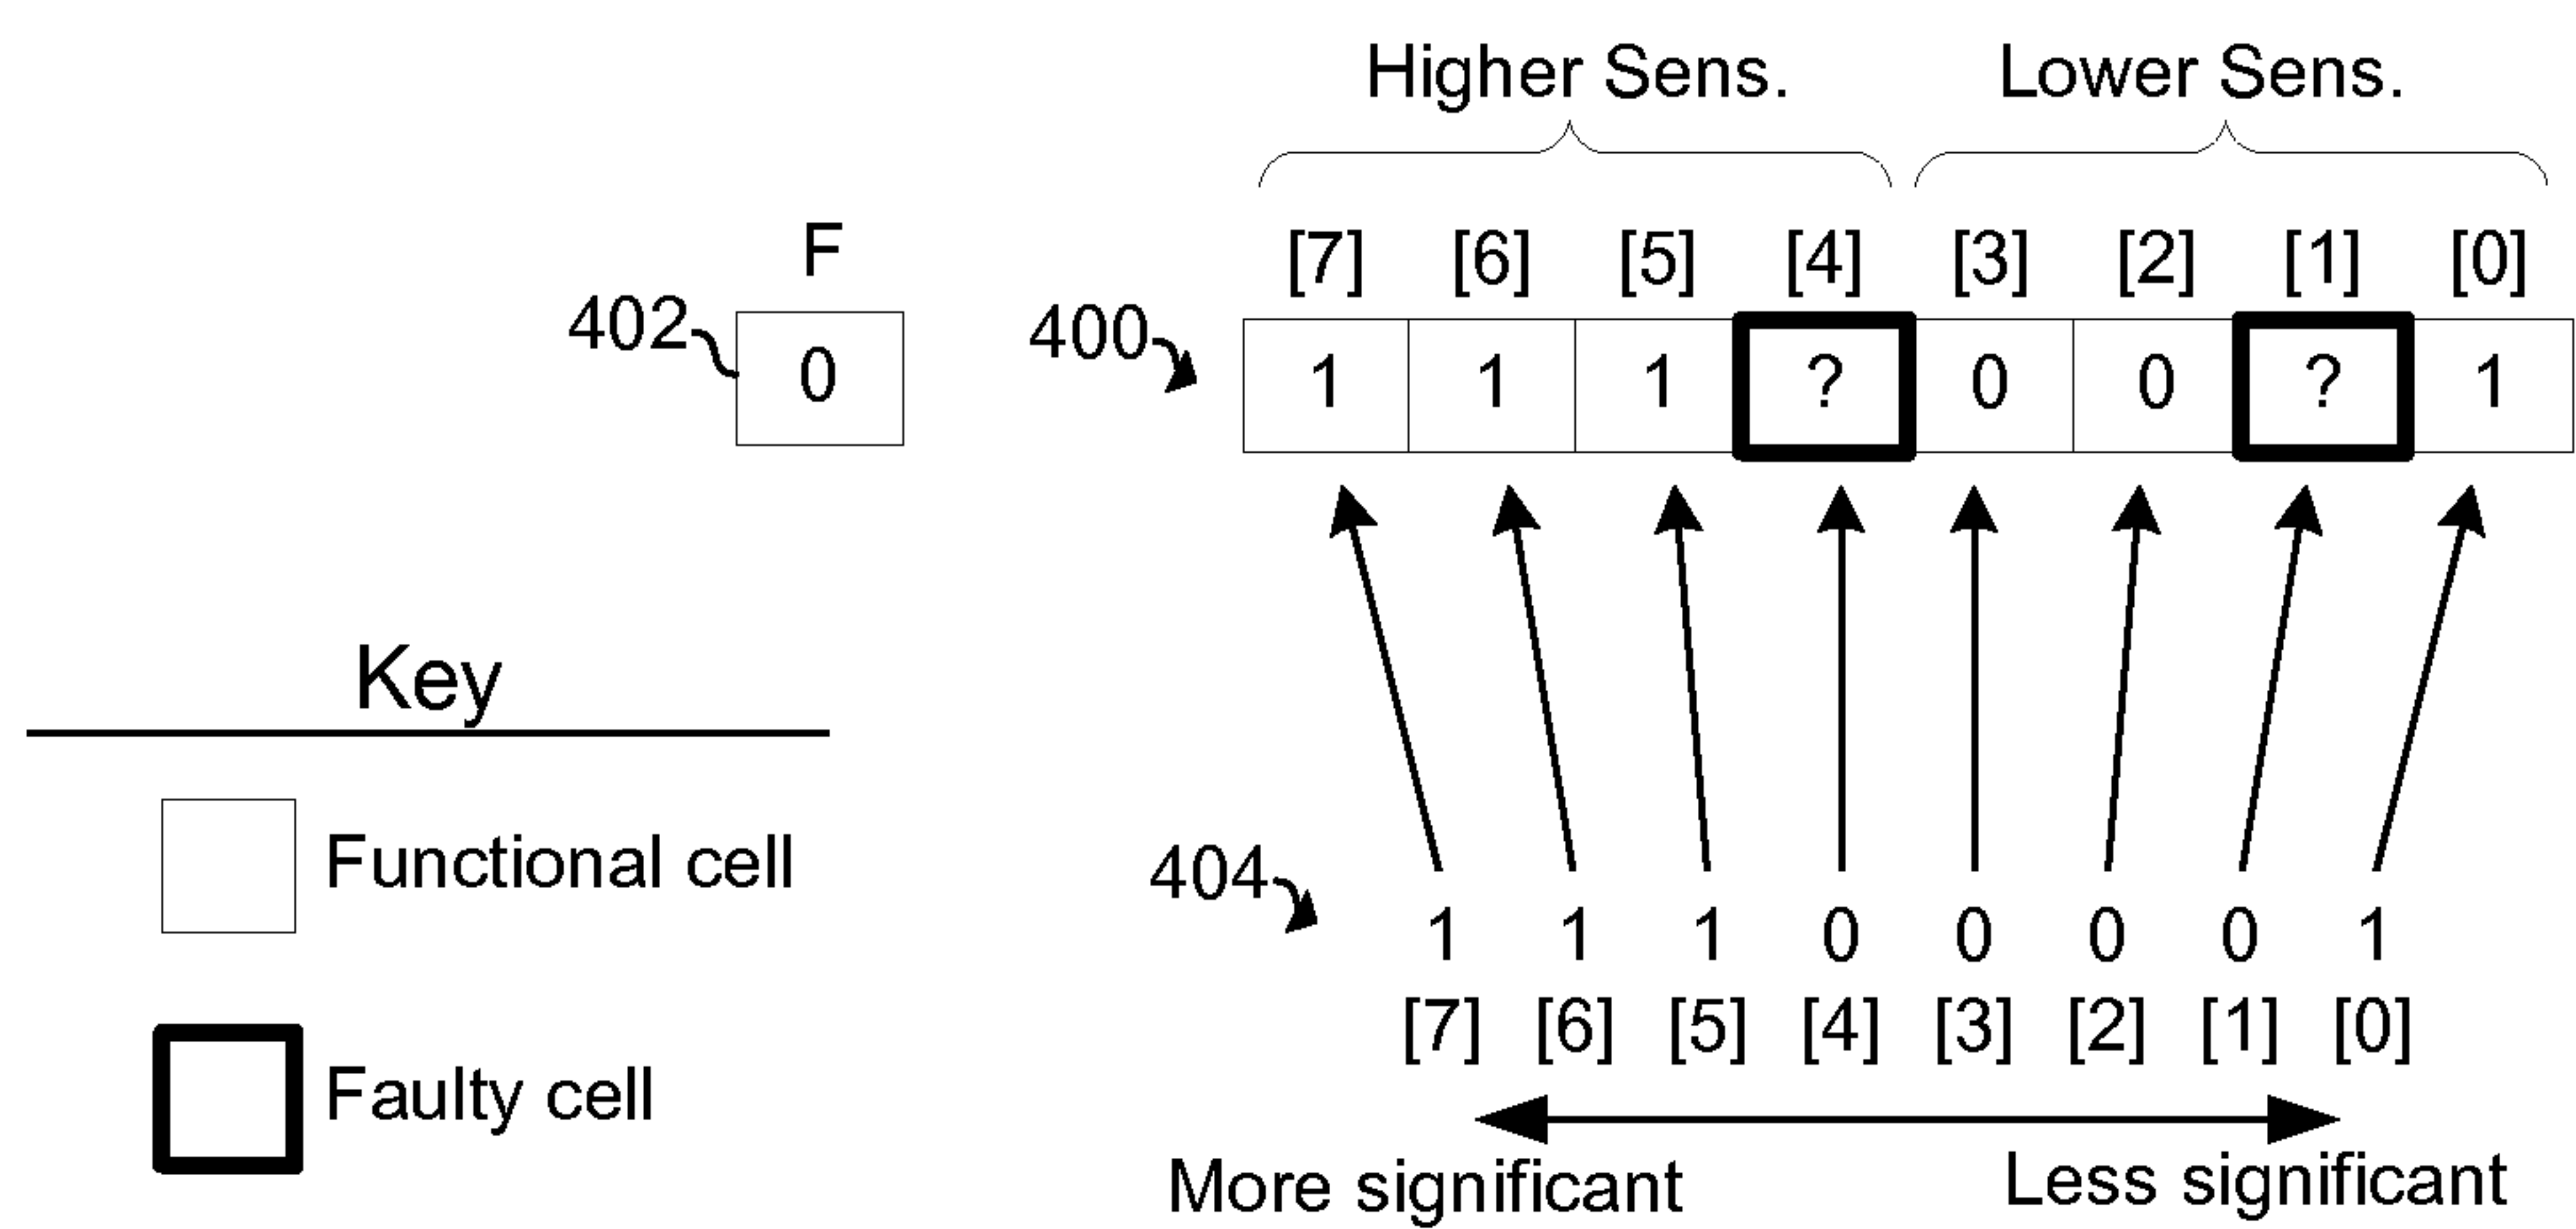 Higher Sens. Lower Sens.
F [7] [6] [5] [4] [3] [2] [1] [0]
402 0 400 1 1 1 ? 0 0 ? 1
Key
Functional cell
404 1 1 1 0 0 0 0 1
[7] [6] [5] [4] [3] [2] [1] [0]
Faulty cell
More significant Less significant